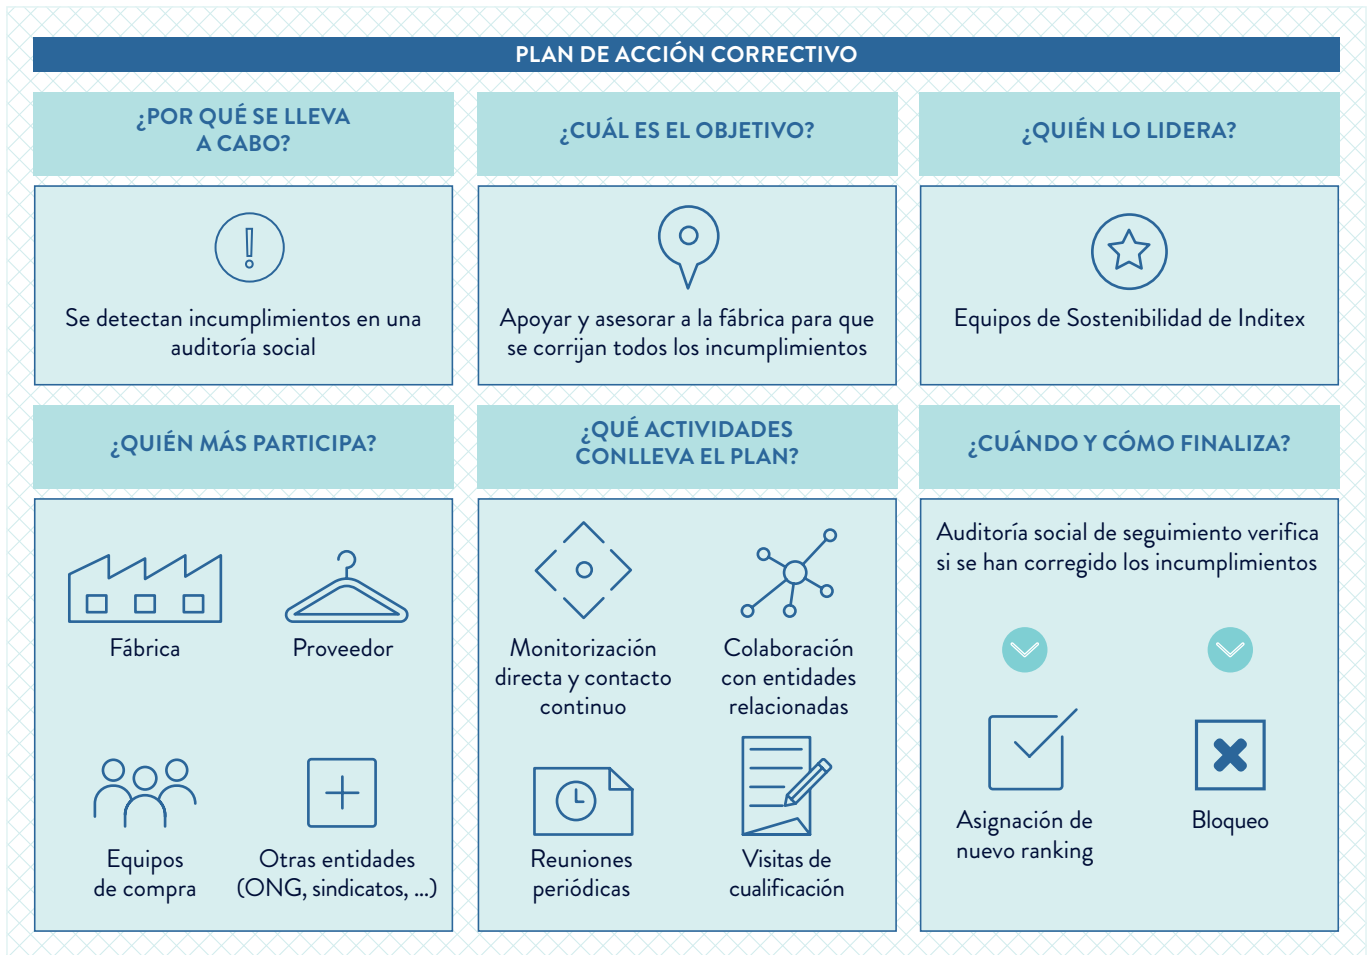 PLAN DE ACCIÓN CORRECTIVO
¿POR QUÉ SE LLEVA
A CABO?
Se detectan incumplimientos en una
auditoría social
¿CUÁL ES EL OBJETIVO?
Apoyar y asesorar a la fábrica para que
se corrijan todos los incumplimientos
¿QUIÉN LO LIDERA?
Equipos de Sostenibilidad de Inditex
¿QUIÉN MÁS PARTICIPA?
Fábrica
Proveedor
Equipos
de compra
Otras entidades
(ONG, sindicatos, ...)
¿QUÉ ACTIVIDADES
CONLLEVA EL PLAN?
Monitorización
directa y contacto
continuo
Colaboración
con entidades
relacionadas
Reuniones
periódicas
Visitas de
cualificación
¿CUÁNDO Y CÓMO FINALIZA?
Auditoría social de seguimiento verifica
si se han corregido los incumplimientos
Asignación de
nuevo ranking
Bloqueo